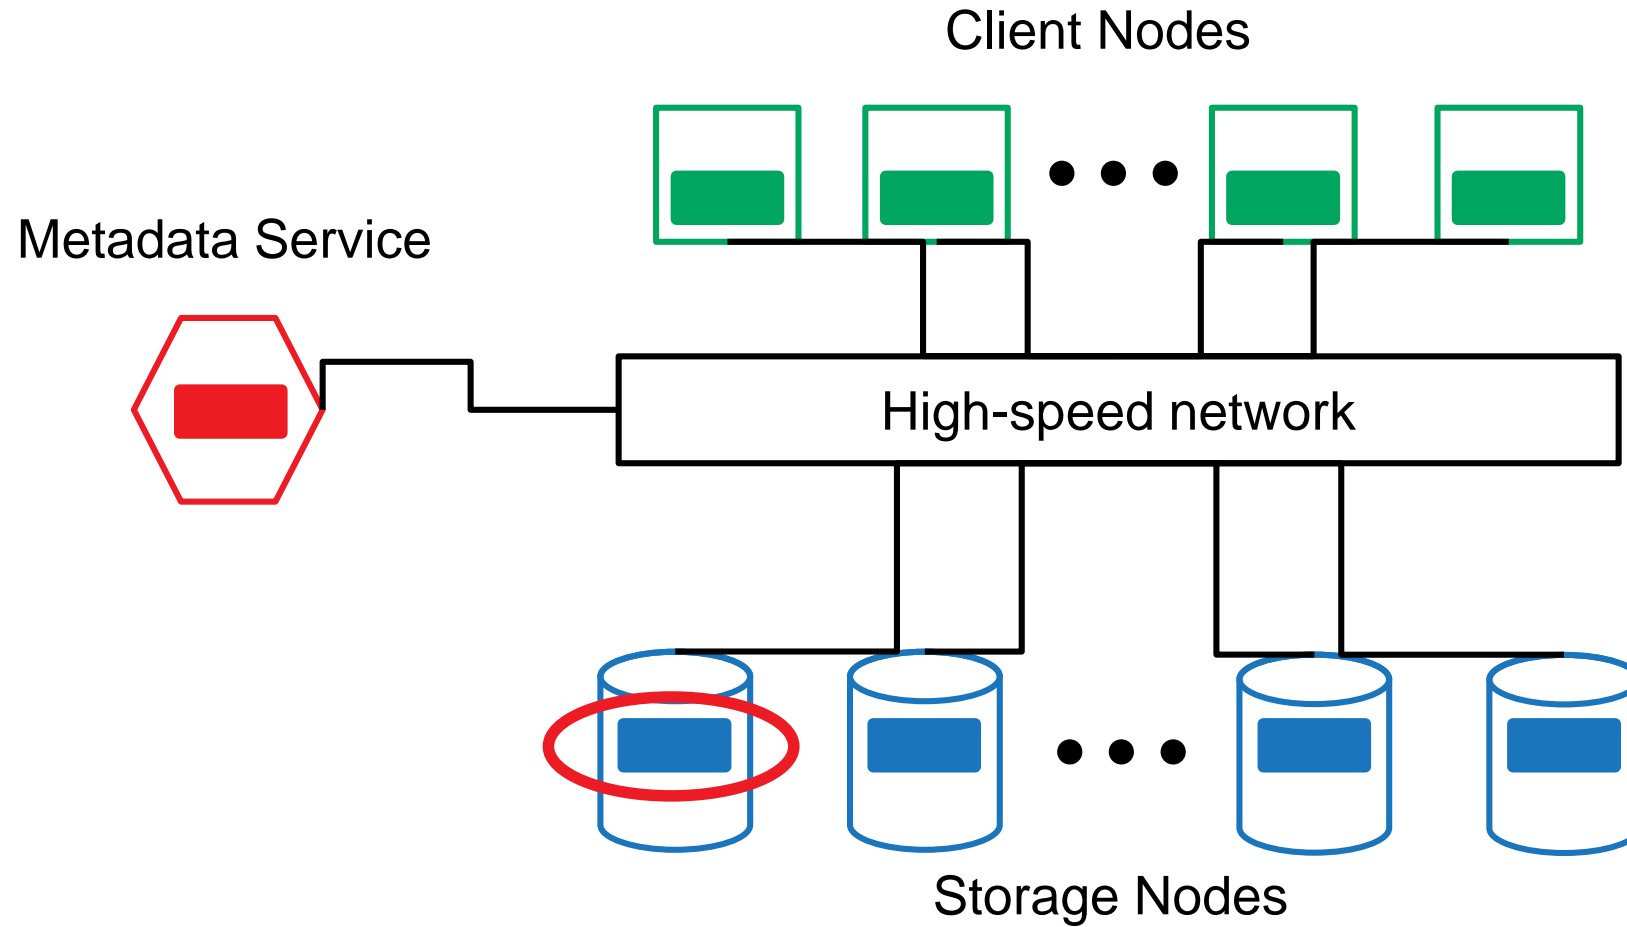 Client Nodes
Metadata Service
High-speed network
Storage Nodes